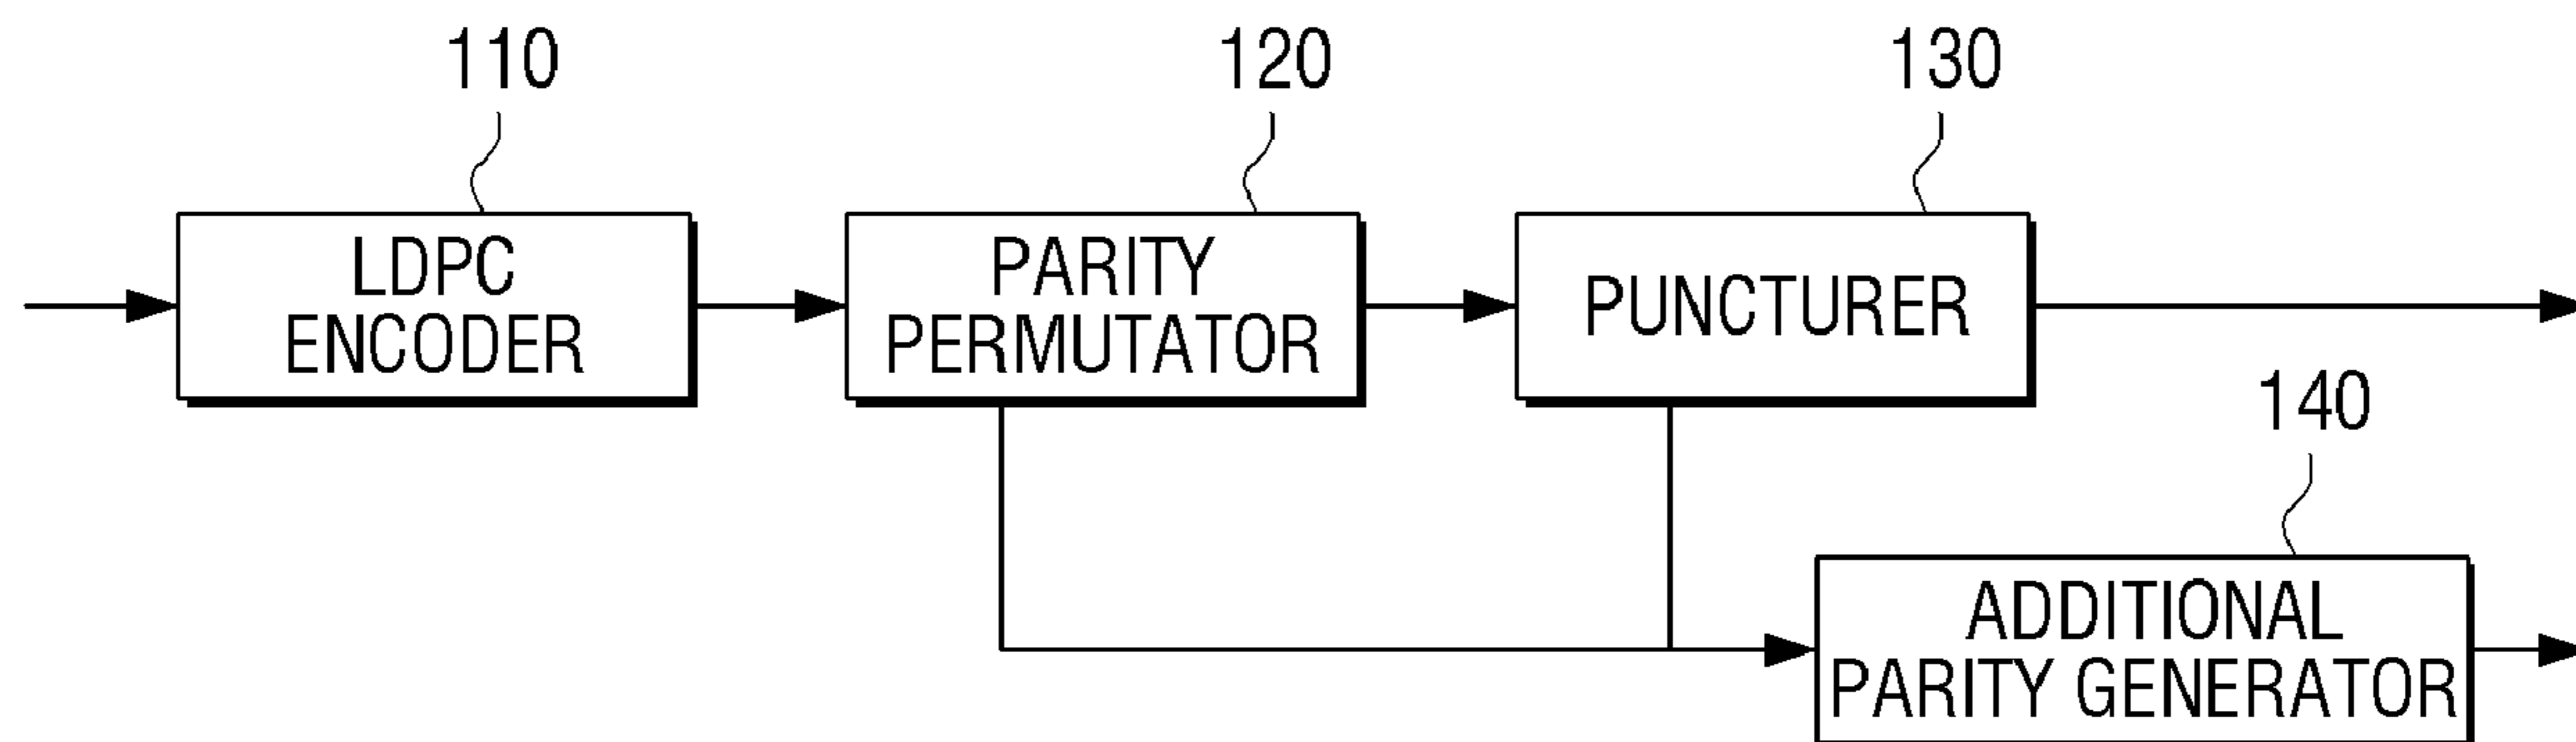 110
120
130
LDPC
ENCODER
PARITY
PERMUTATOR
PUNCTURER
140
ADDITIONAL
PARITY GENERATOR